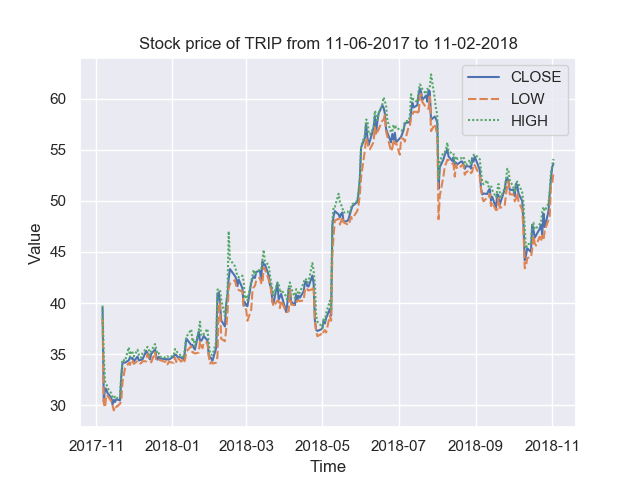 Stock price of TRIP from 11-06-2017 to 11-02-2018
CLOSE
LOW
HIGH
60
55
50
45
40
35
30
Value
2017-11 2018-01 2018-03 2018-05 2018-07 2018-09 2018-11
Time